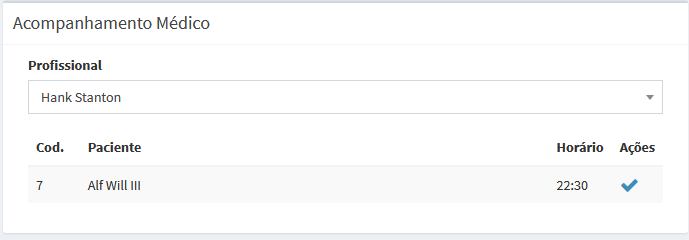 Acompanhamento Médico
Profissional
Hank Stanton
Cod. Paciente Horário Ações
7 Alf Will III 22:30